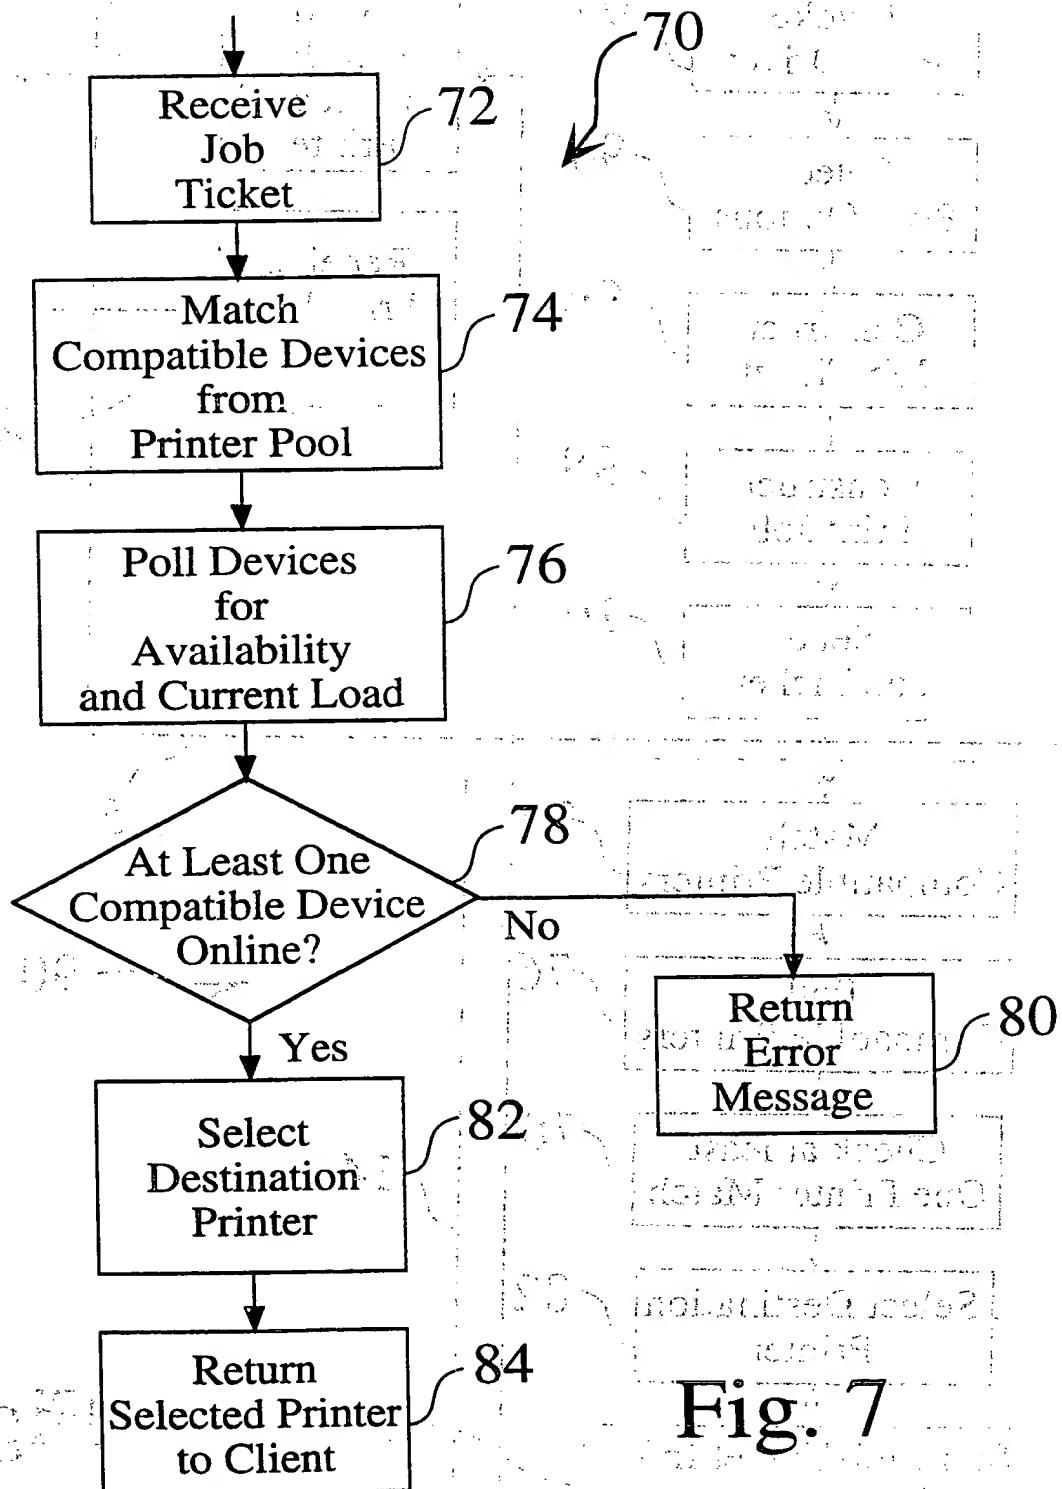 70
Receive
Job
Ticket
72
Match
Compatible Devices
from
Printer Pool
74
Poll Devices
for
Availability
and Current Load
76
At Least One
Compatible Device
Online?
78
No
Yes
Return
Error
Message
80
Select
Destination
Printer
82
Return
Selected Printer
to Client
84
Fig. 7